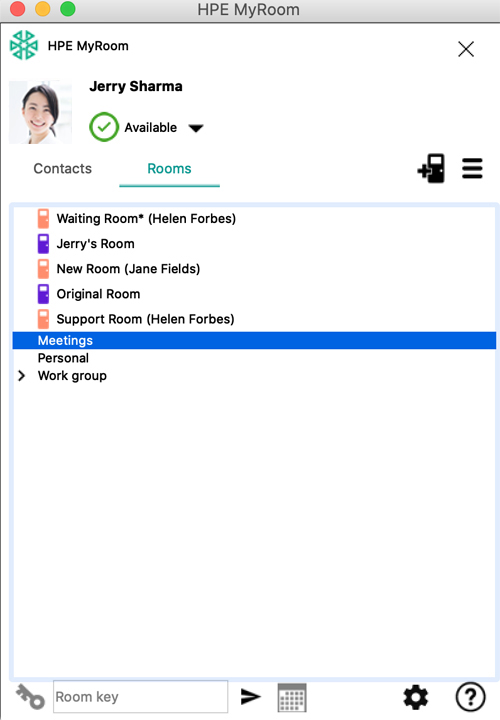 HPE MyRoom
HPE MyRoom
Jerry Sharma
Available
Contacts Rooms
Waiting Room* (Helen Forbes)
Jerry's Room
New Room (Jane Fields)
Original Room
Support Room (Helen Forbes)
Meetings
Personal
Work group
Room key